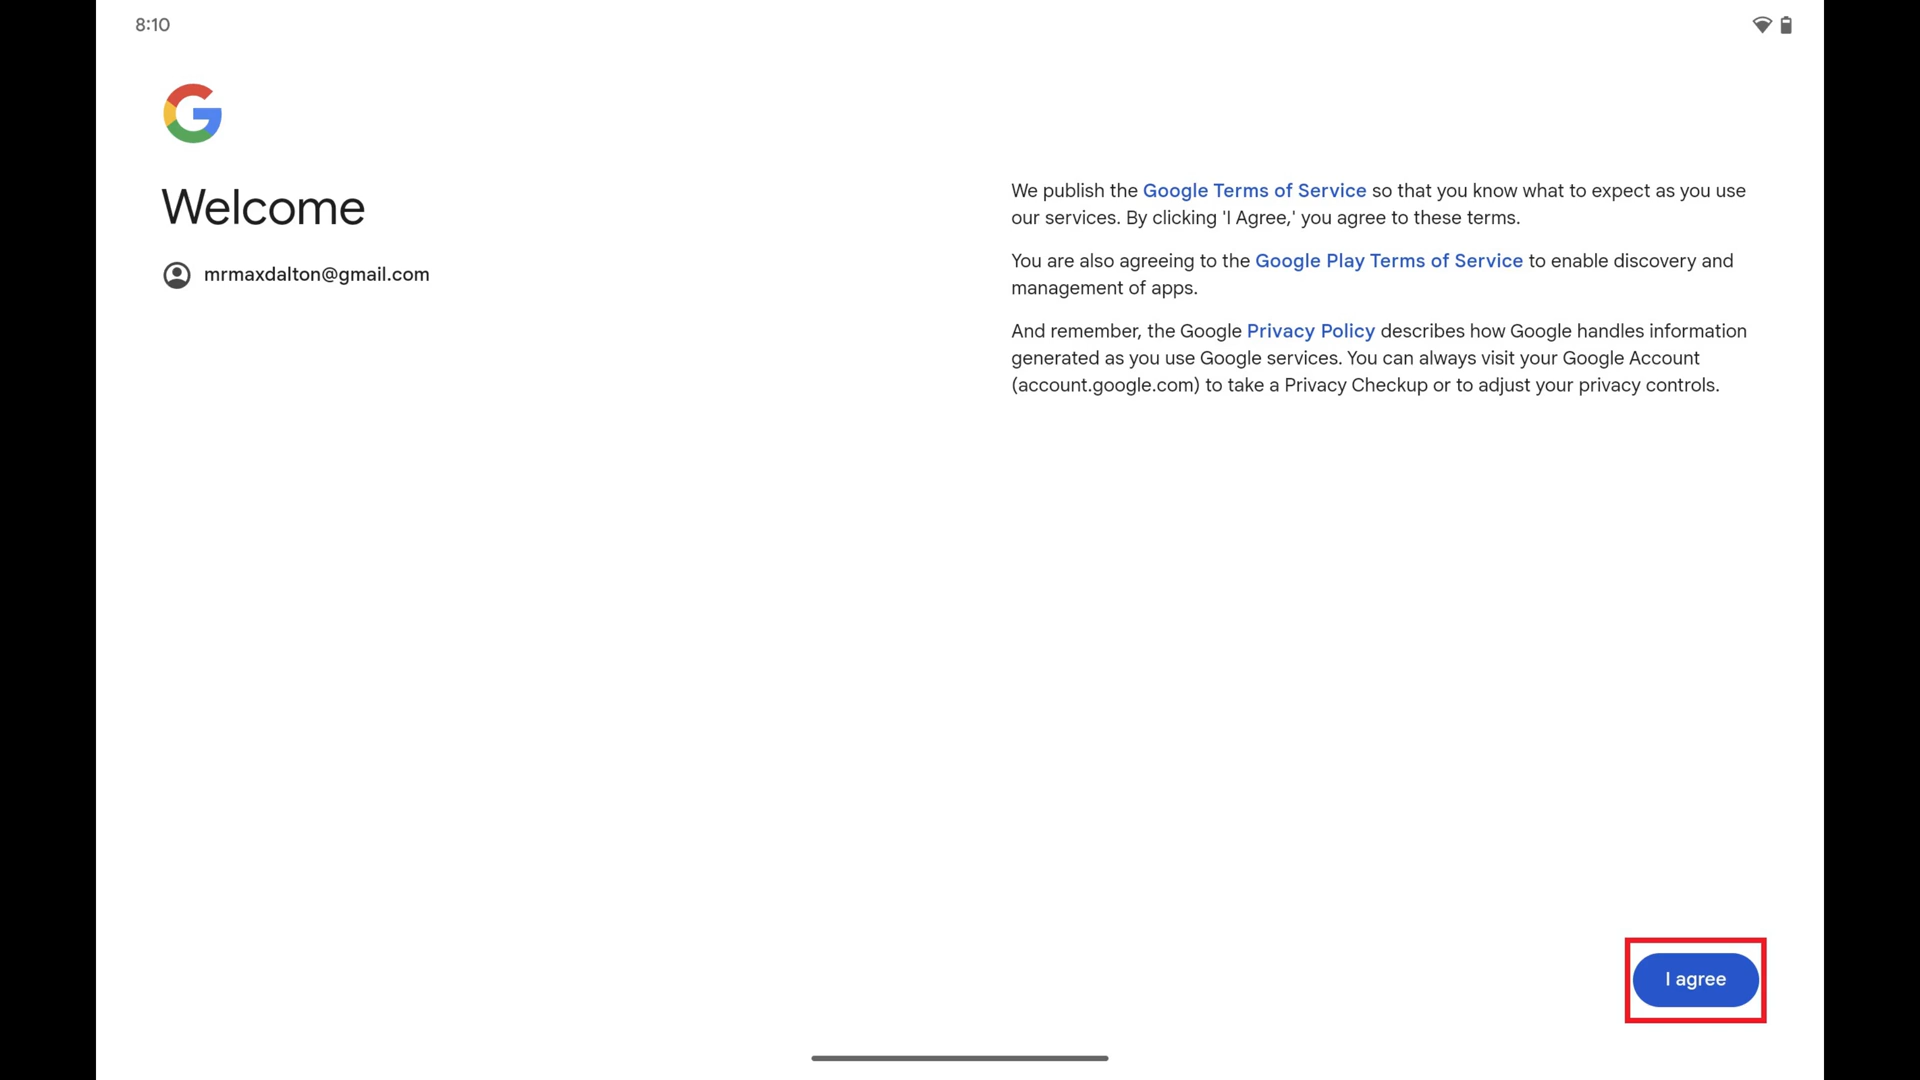 8:10
Welcome
mrmaxdalton@gmail.com
We publish the Google Terms of Service so that you know what to expect as you use
our services. By clicking 'I Agree,' you agree to these terms.
You are also agreeing to the Google Play Terms of Service to enable discovery and
management of apps.
And remember, the Google Privacy Policy describes how Google handles information
generated as you use Google services. You can always visit your Google Account
(account.google.com) to take a Privacy Checkup or to adjust your privacy controls.
I agree